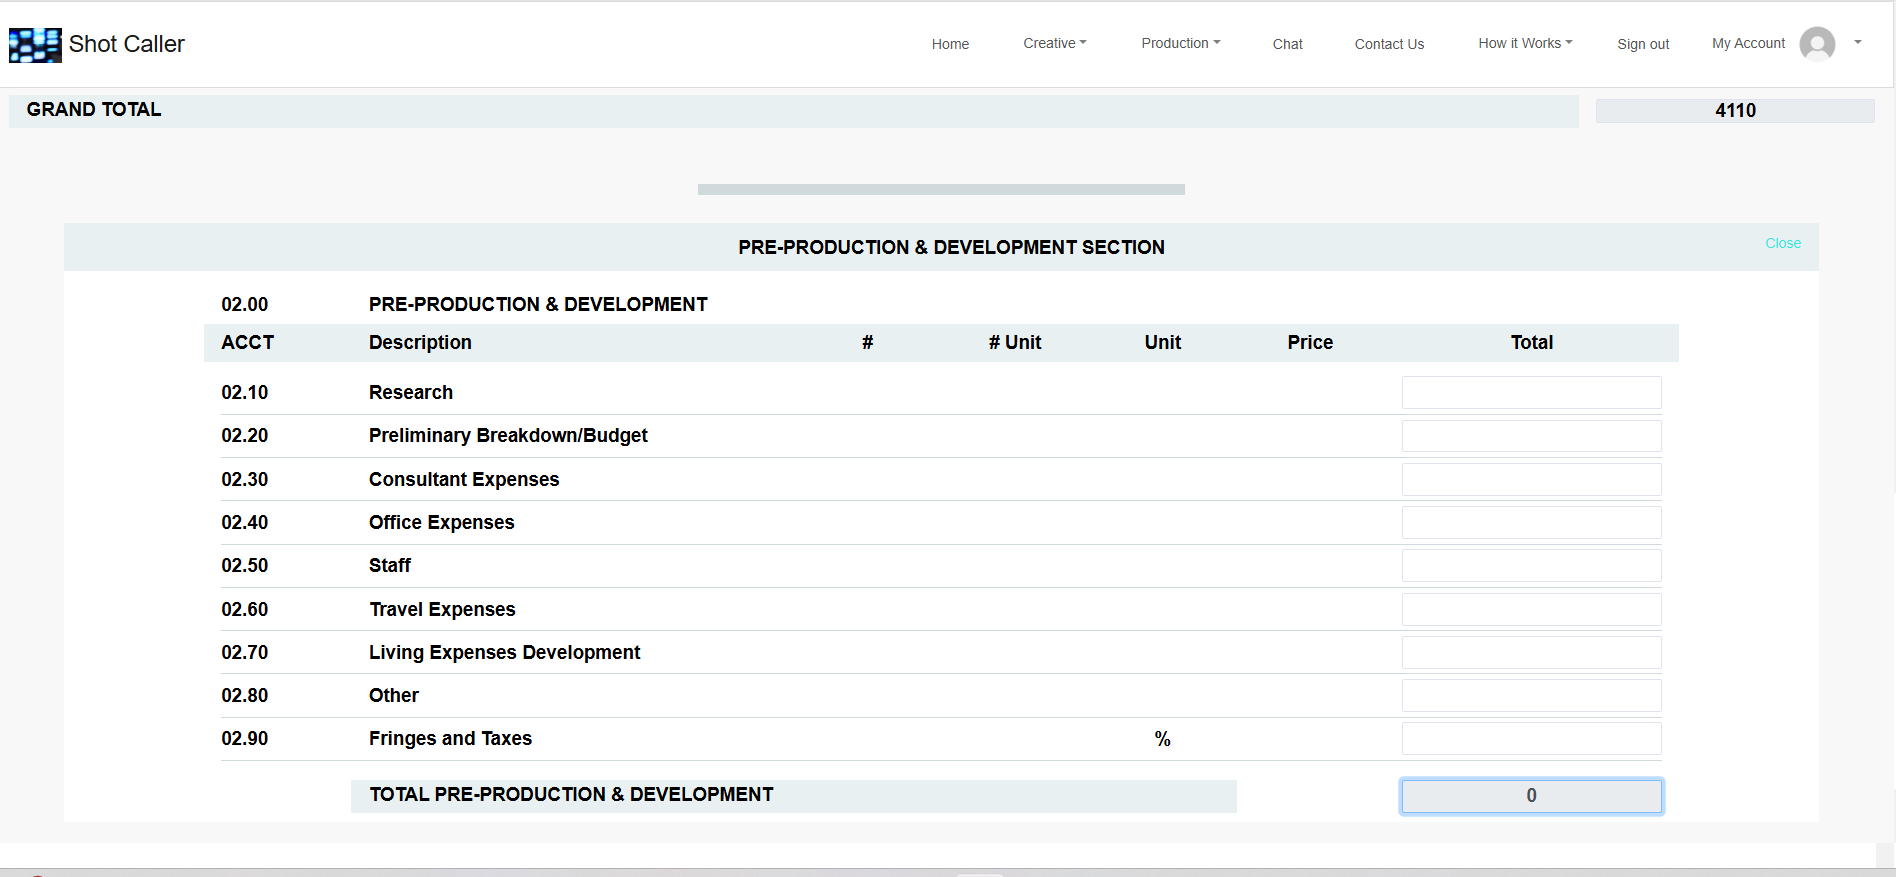 Shot Caller Home Creative Production Chat Contact Us How it Works Sign out My Account
GRAND TOTAL 4110
PRE-PRODUCTION & DEVELOPMENT SECTION Close
02.00 PRE-PRODUCTION & DEVELOPMENT
ACCT Description # # Unit Unit Price Total
02.10 Research
02.20 Preliminary Breakdown/Budget
02.30 Consultant Expenses
02.40 Office Expenses
02.50 Staff
02.60 Travel Expenses
02.70 Living Expenses Development
02.80 Other
02.90 Fringes and Taxes %
TOTAL PRE-PRODUCTION & DEVELOPMENT 0